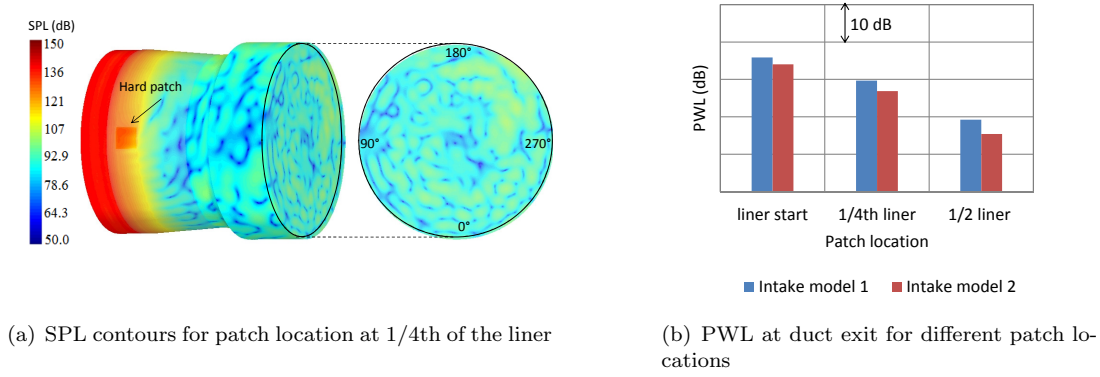 SPL (dB)
150
136
121
107
92.9
78.6
64.3
50.0
Hard patch
180°
90°
270°
0°
(a) SPL contours for patch location at 1/4th of the liner
10 dB
PWL (dB)
liner start 1/4th liner 1/2 liner
Patch location
Intake model 1 Intake model 2
(b) PWL at duct exit for different patch lo-
cations